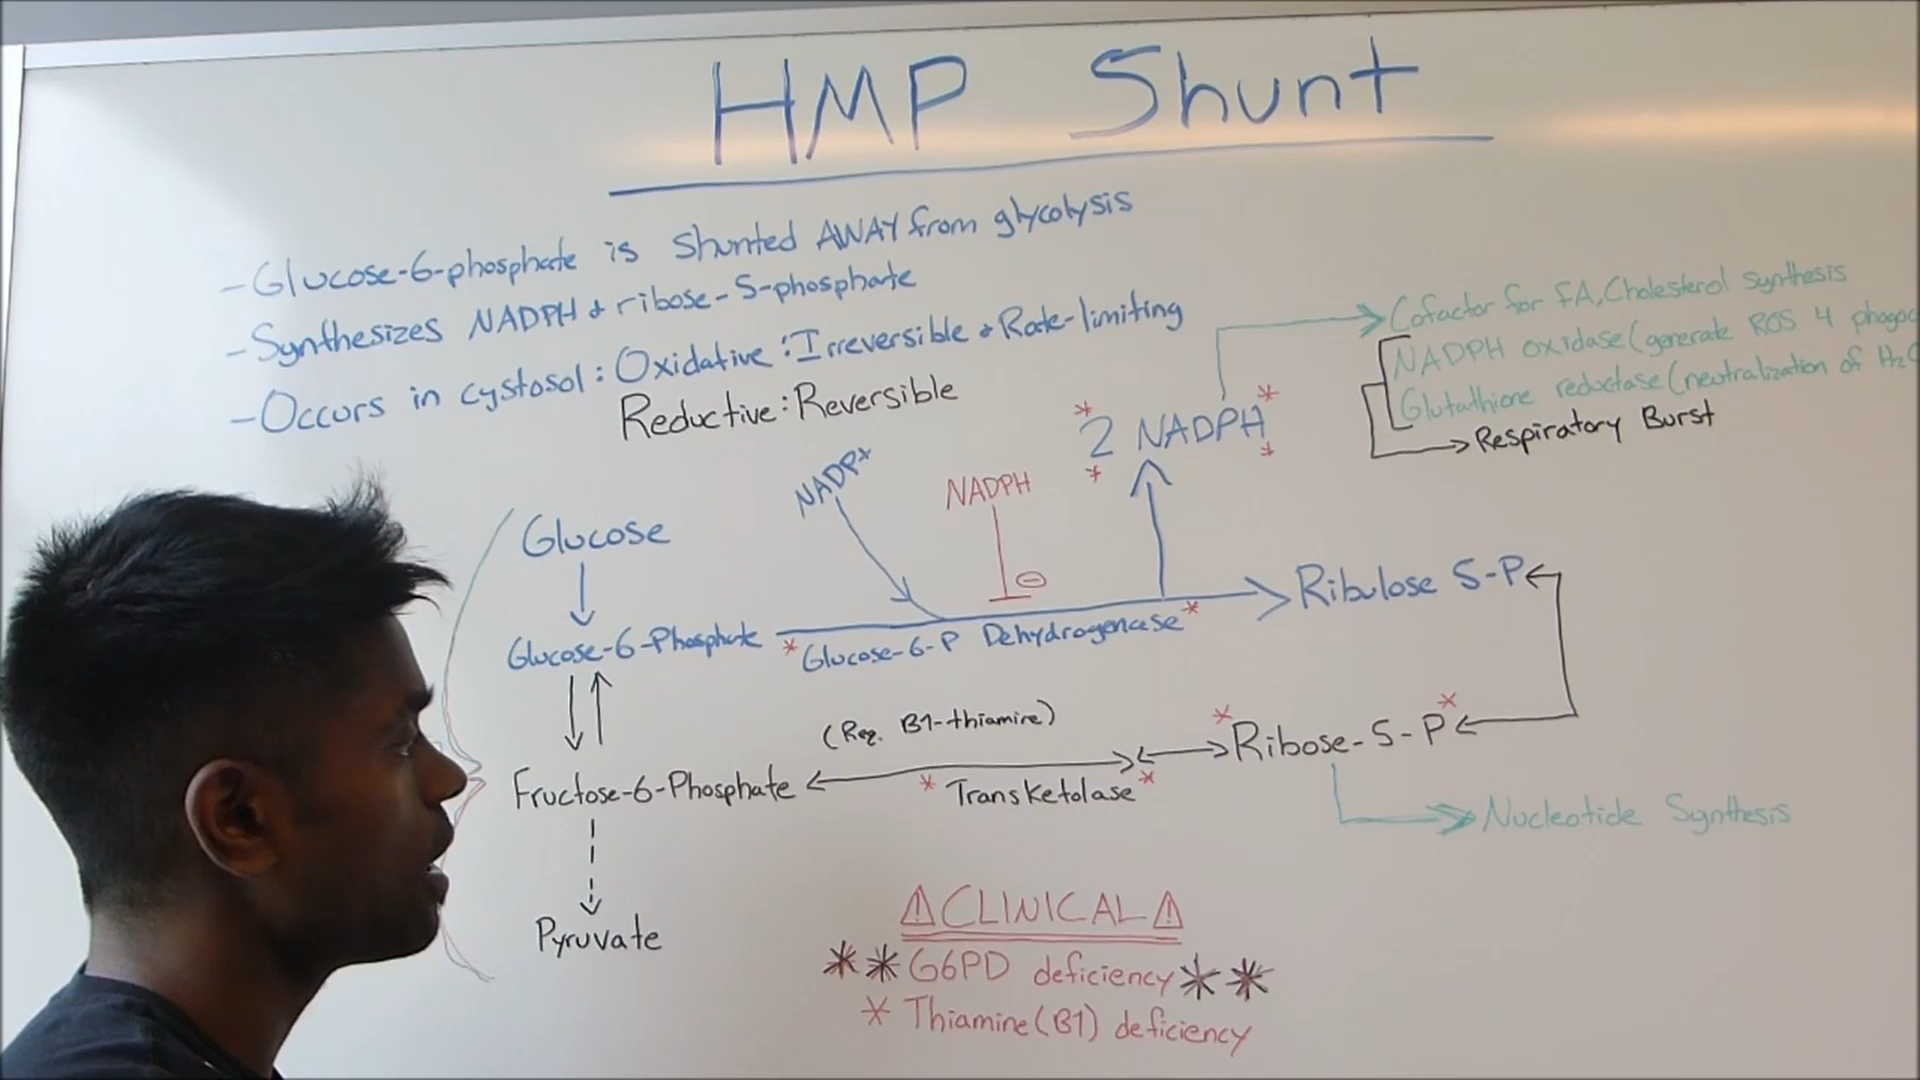 HMP Shunt
- Glucose-6-phosphate is shunted AWAY from glycolysis
- Synthesizes NADPH + ribose-5-phosphate
- Occurs in cystosol: Oxidative: Irreversible + Rate-limiting
Reductive: Reversible
Cofactor for FA, Cholesterol synthesis
NADPH oxidase (generate ROS 4
Glutathione reductase (neutralization of
Respiratory Burst
* 2 NADPH *
* *
NADP+
NADPH
Glucose
Glucose-6-Phosphate
* Glucose-6-P Dehydrogenase *
Ribulose 5-P
(Req. B1-thiamine)
* Ribose-5-P *
Fructose-6-Phosphate
* Transketolase *
Nucleotide Synthesis
Pyruvate
⚠ CLINICAL ⚠
** G6PD deficiency **
* Thiamine (B1) deficiency